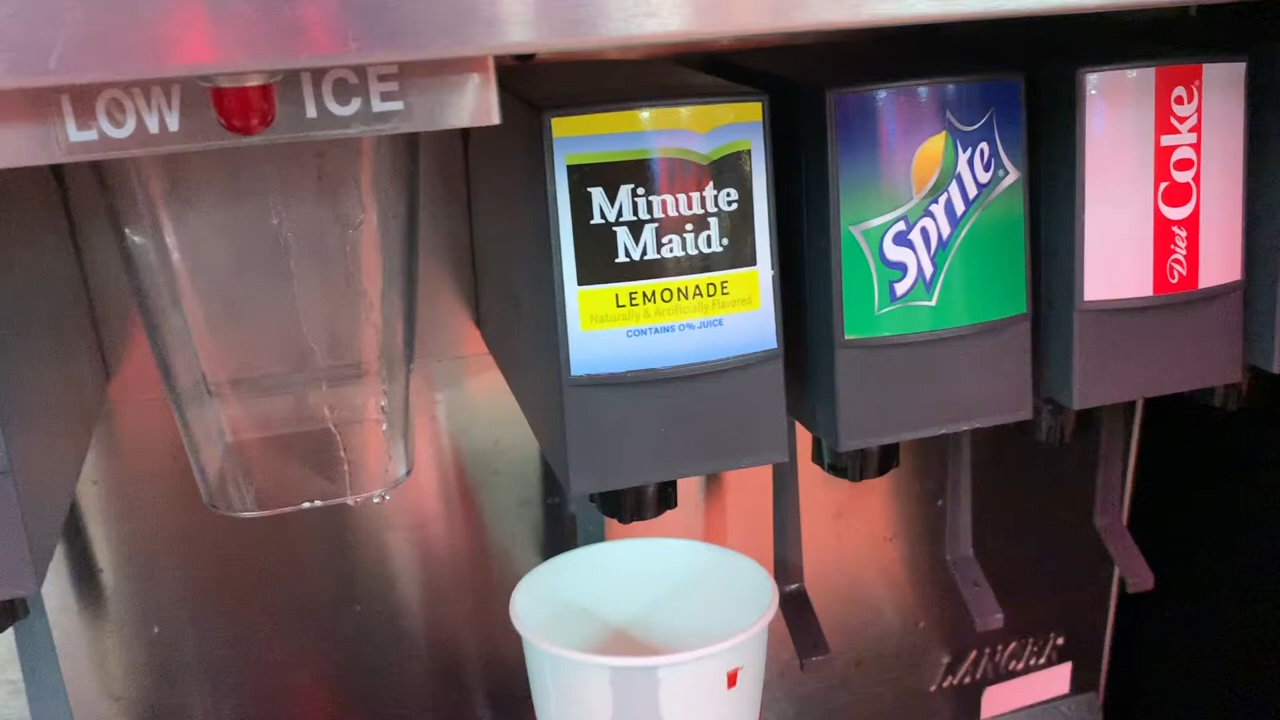 LOW ICE
Minute
Maid
LEMONADE
Naturally & Artificially Flavored
CONTAINS 0% JUICE
Sprite
Diet Coke
LANCER